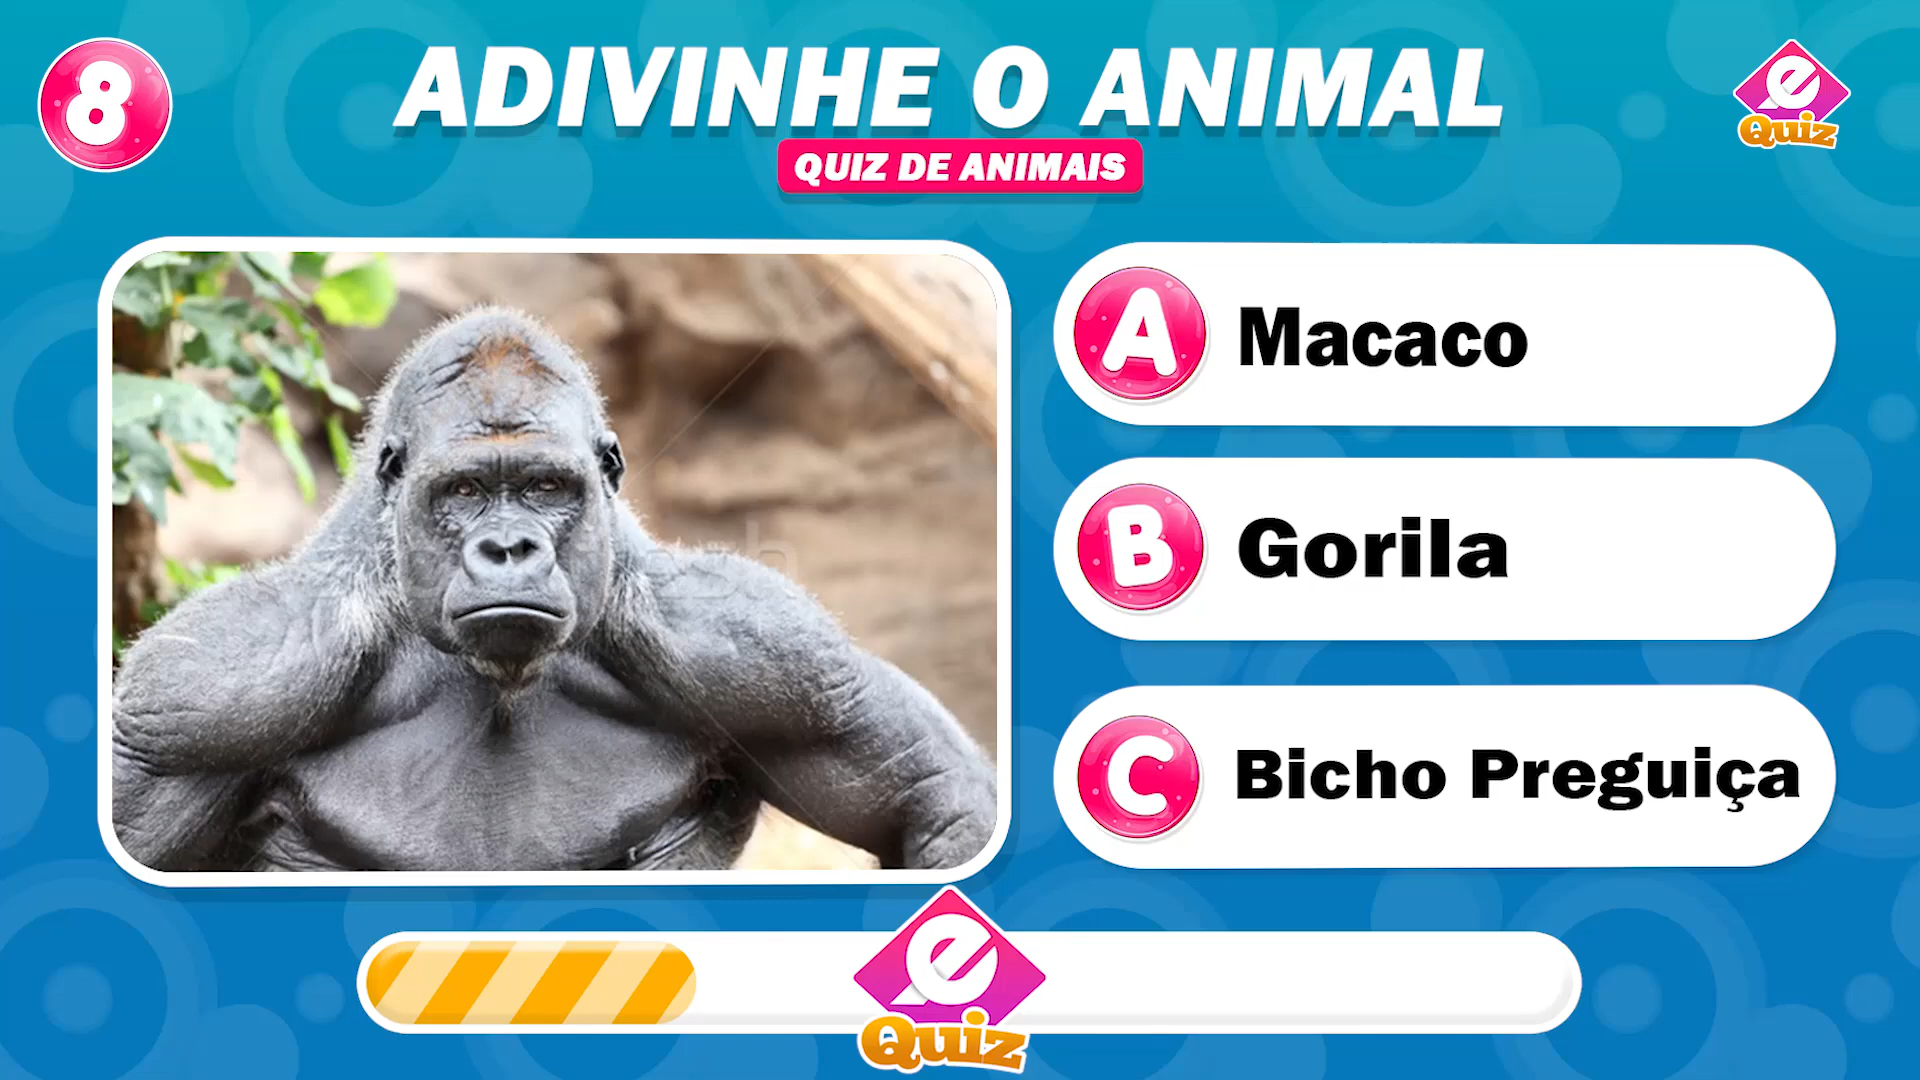 8
ADIVINHE O ANIMAL
QUIZ DE ANIMAIS
e
Quiz
A Macaco
B Gorila
C Bicho Preguiça
e
Quiz